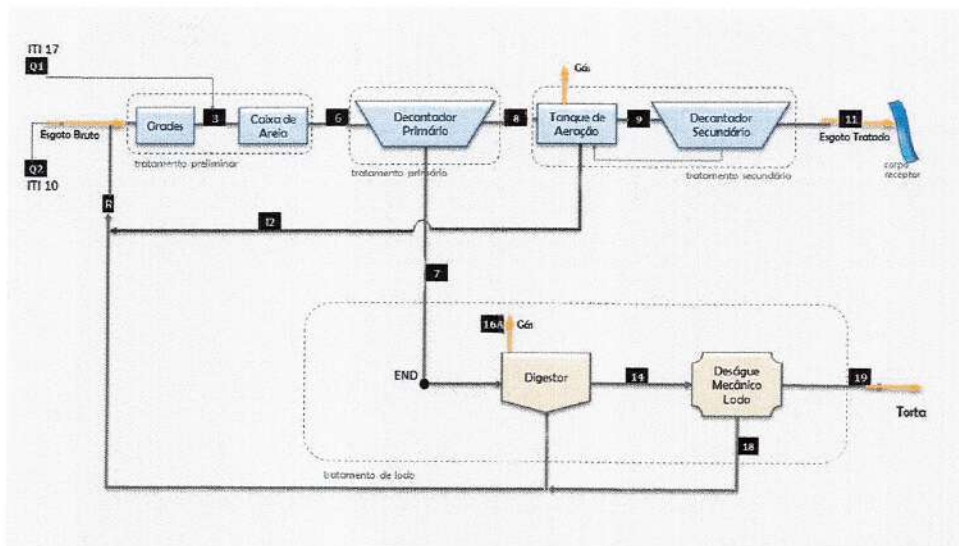 ITI 17
Q1
Esgoto Bruto
Q2
ITI 10
Grades
3
Caixa de
Areia
tratamento preliminar
6
Decantador
Primário
tratamento primário
8
Gás
Tanque de
Aeração
9
Decantador
Secundário
tratamento secundário
11
Esgoto Tratado
corpo
receptor
12
7
END
16A
Gás
Digestor
14
Deságue
Mecânico
Lodo
19
Torta
18
tratamento de lodo